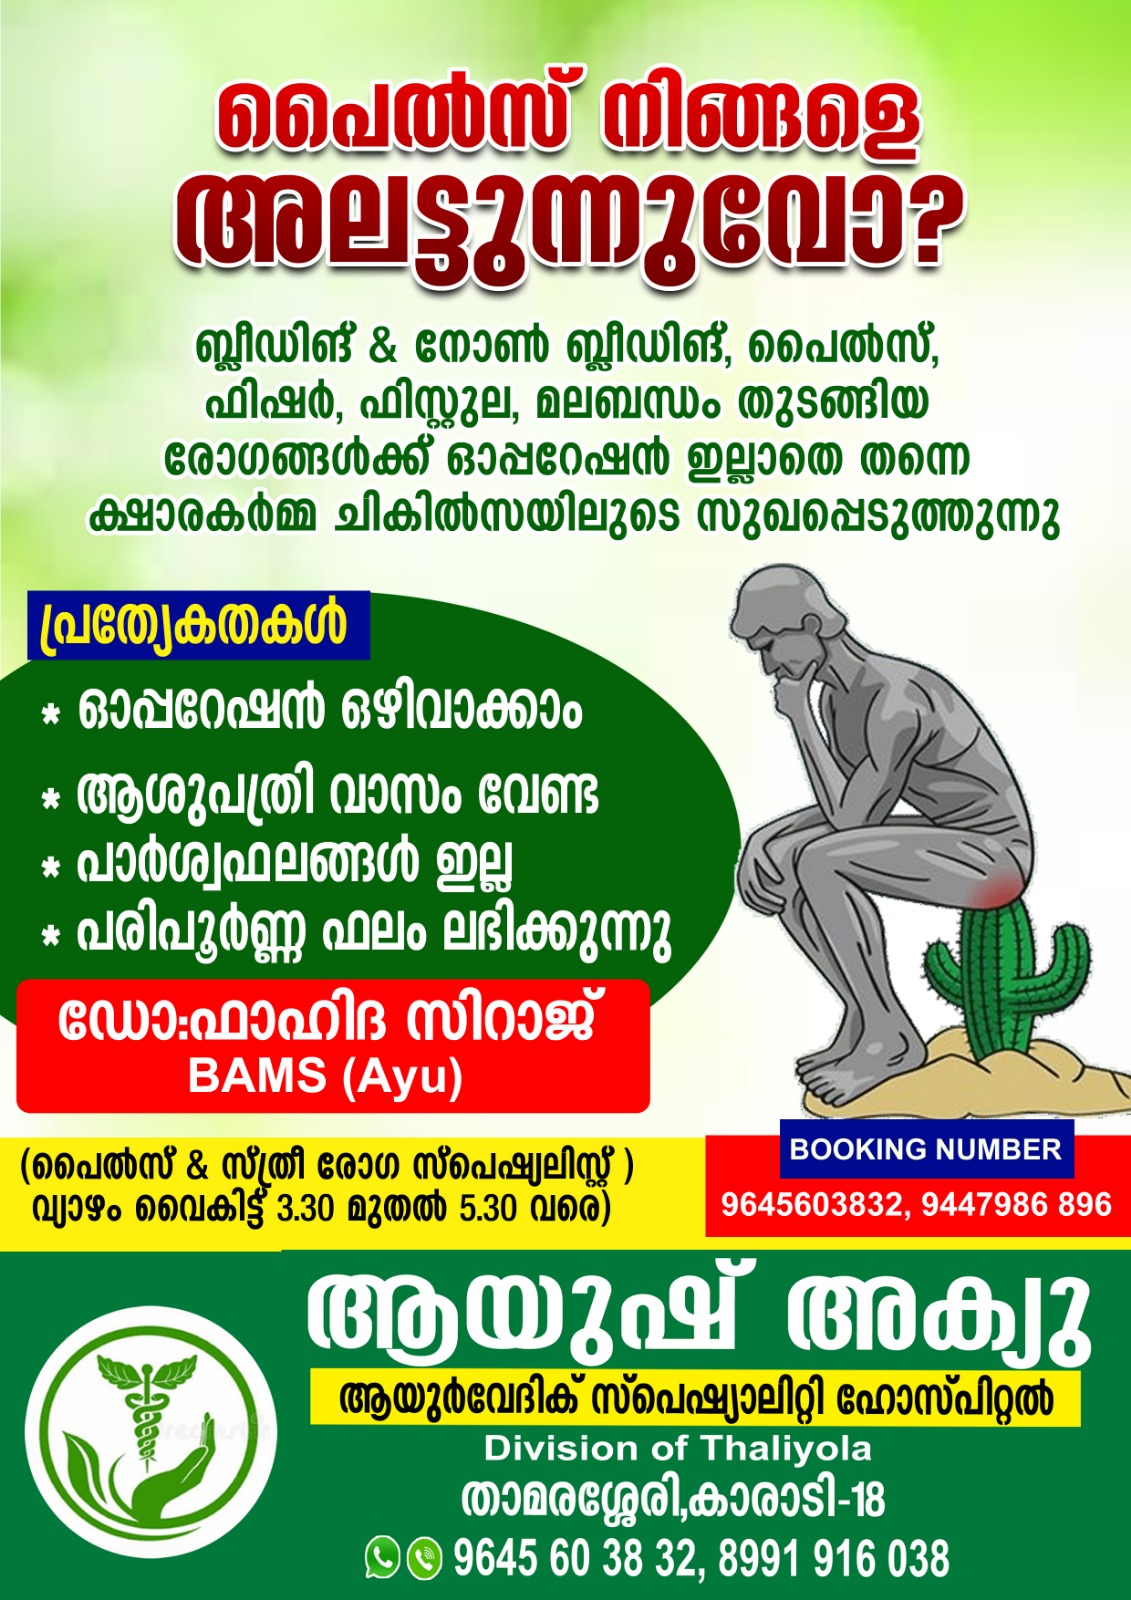 പൈൽസ് നിങ്ങളെ
അലട്ടുന്നുവോ?
ബ്ലീഡിങ് & നോൺ ബ്ലീഡിങ്, പൈൽസ്,
ഫിഷർ, ഫിസ്റ്റുല, മലബന്ധം തുടങ്ങിയ
രോഗങ്ങൾക്ക് ഓപ്പറേഷൻ ഇല്ലാതെ തന്നെ
ക്ഷാരകർമ്മ ചികിൽസയിലുടെ സുഖപ്പെടുത്തുന്നു
പ്രത്യേകതകൾ
* ഓപ്പറേഷൻ ഒഴിവാക്കാം
* ആശുപത്രി വാസം വേണ്ട
* പാർശ്വഫലങ്ങൾ ഇല്ല
* പരിപൂർണ്ണ ഫലം ലഭിക്കുന്നു
ഡോ:ഫാഹിദ സിറാജ്
BAMS (Ayu)
(പൈൽസ് & സ്ത്രീ രോഗ സ്പെഷ്യലിസ്റ്റ് )
വ്യാഴം വൈകിട്ട് 3.30 മുതൽ 5.30 വരെ)
BOOKING NUMBER
9645603832, 9447986 896
ആയുഷ് അക്യു
ആയുർവേദിക് സ്പെഷ്യാലിറ്റി ഹോസ്പിറ്റൽ
Division of Thaliyola
താമരശ്ശേരി,കാരാടി-18
9645 60 38 32, 8991 916 038